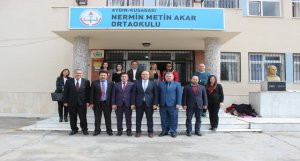 AYDIN-KUŞADASI
NERMİN METİN AKAR
ORTAOKULU